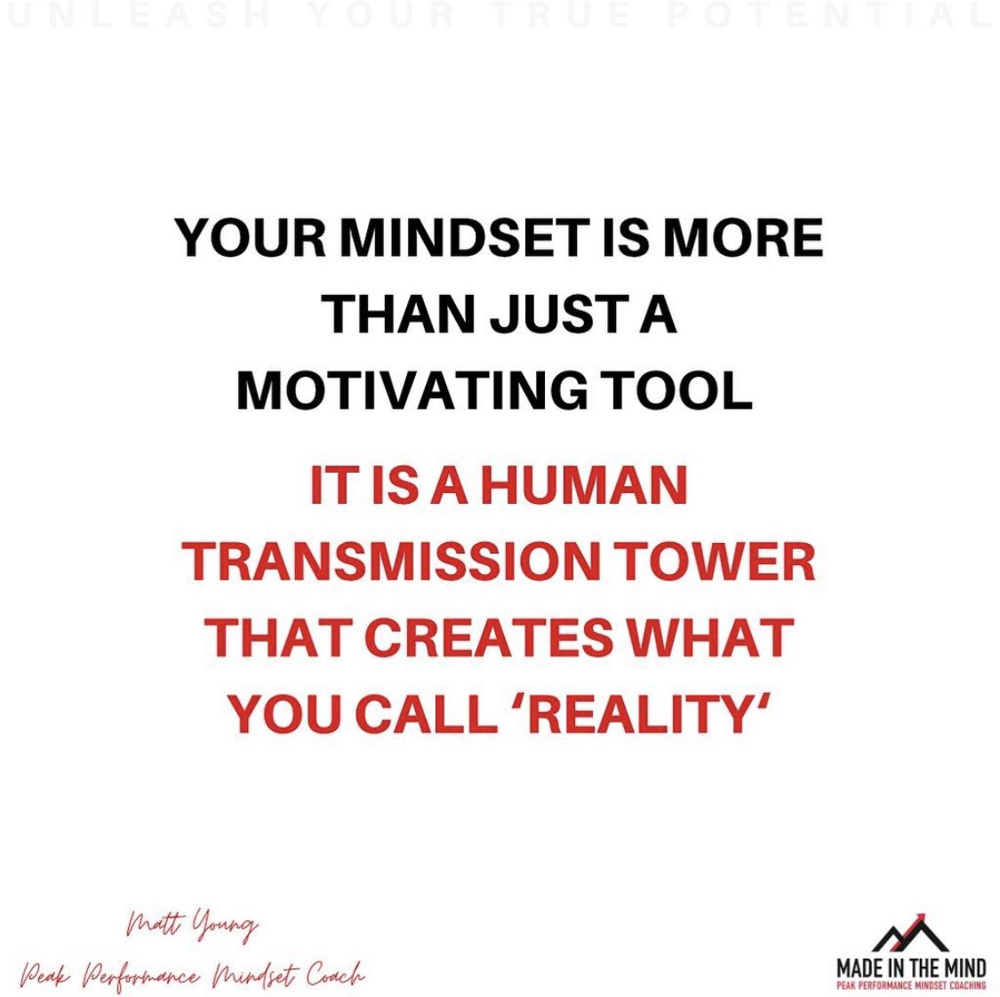 UNLEASH YOUR TRUE POTENTIAL
YOUR MINDSET IS MORE
THAN JUST A
MOTIVATING TOOL
IT IS A HUMAN
TRANSMISSION TOWER
THAT CREATES WHAT
YOU CALL ‘REALITY‘
Matt Young
Peak Performance Mindset Coach
MADE IN THE MIND
PEAK PERFORMANCE MINDSET COACHING